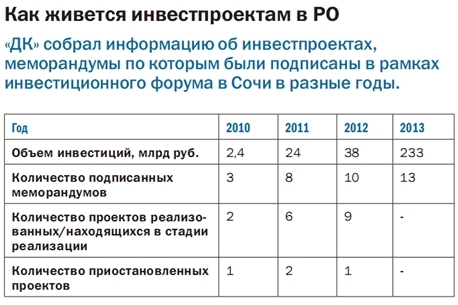 Как живется инвестпроектам в РО
«ДК» собрал информацию об инвестпроектах,
меморандумы по которым были подписаны в рамках
инвестиционного форума в Сочи в разные годы.
Год 2010 2011 2012 2013
Объем инвестиций, млрд руб. 2,4 24 38 233
Количество подписанных
меморандумов 3 8 10 13
Количество проектов реализо-
ванных/находящихся в стадии
реализации 2 6 9 -
Количество приостановленных
проектов 1 2 1 -